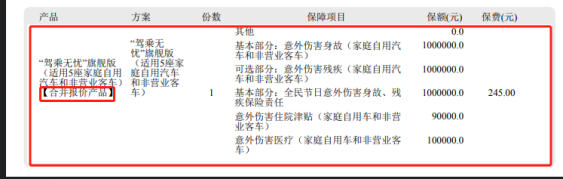 产品 方案 份数 保障项目 保额(元) 保费(元)
其他 0.0
基本部分：意外伤害身故（家庭自用汽车和非营业客车） 1000000.0
可选部分：意外伤害残疾（家庭自用汽车和非营业客车） 1000000.0
“驾乘无忧”旗舰版（适用5座家庭自用汽车和非营业客车）【合并报价产品】
“驾乘无忧”旗舰版（适用5座家庭自用汽车和非营业客车）
1 基本部分：全民节日意外伤害身故、残疾保险责任 1000000.0 245.00
意外伤害住院津贴（家庭自用车和非营业客车） 90000.0
意外伤害医疗（家庭自用车和非营业客车） 100000.0